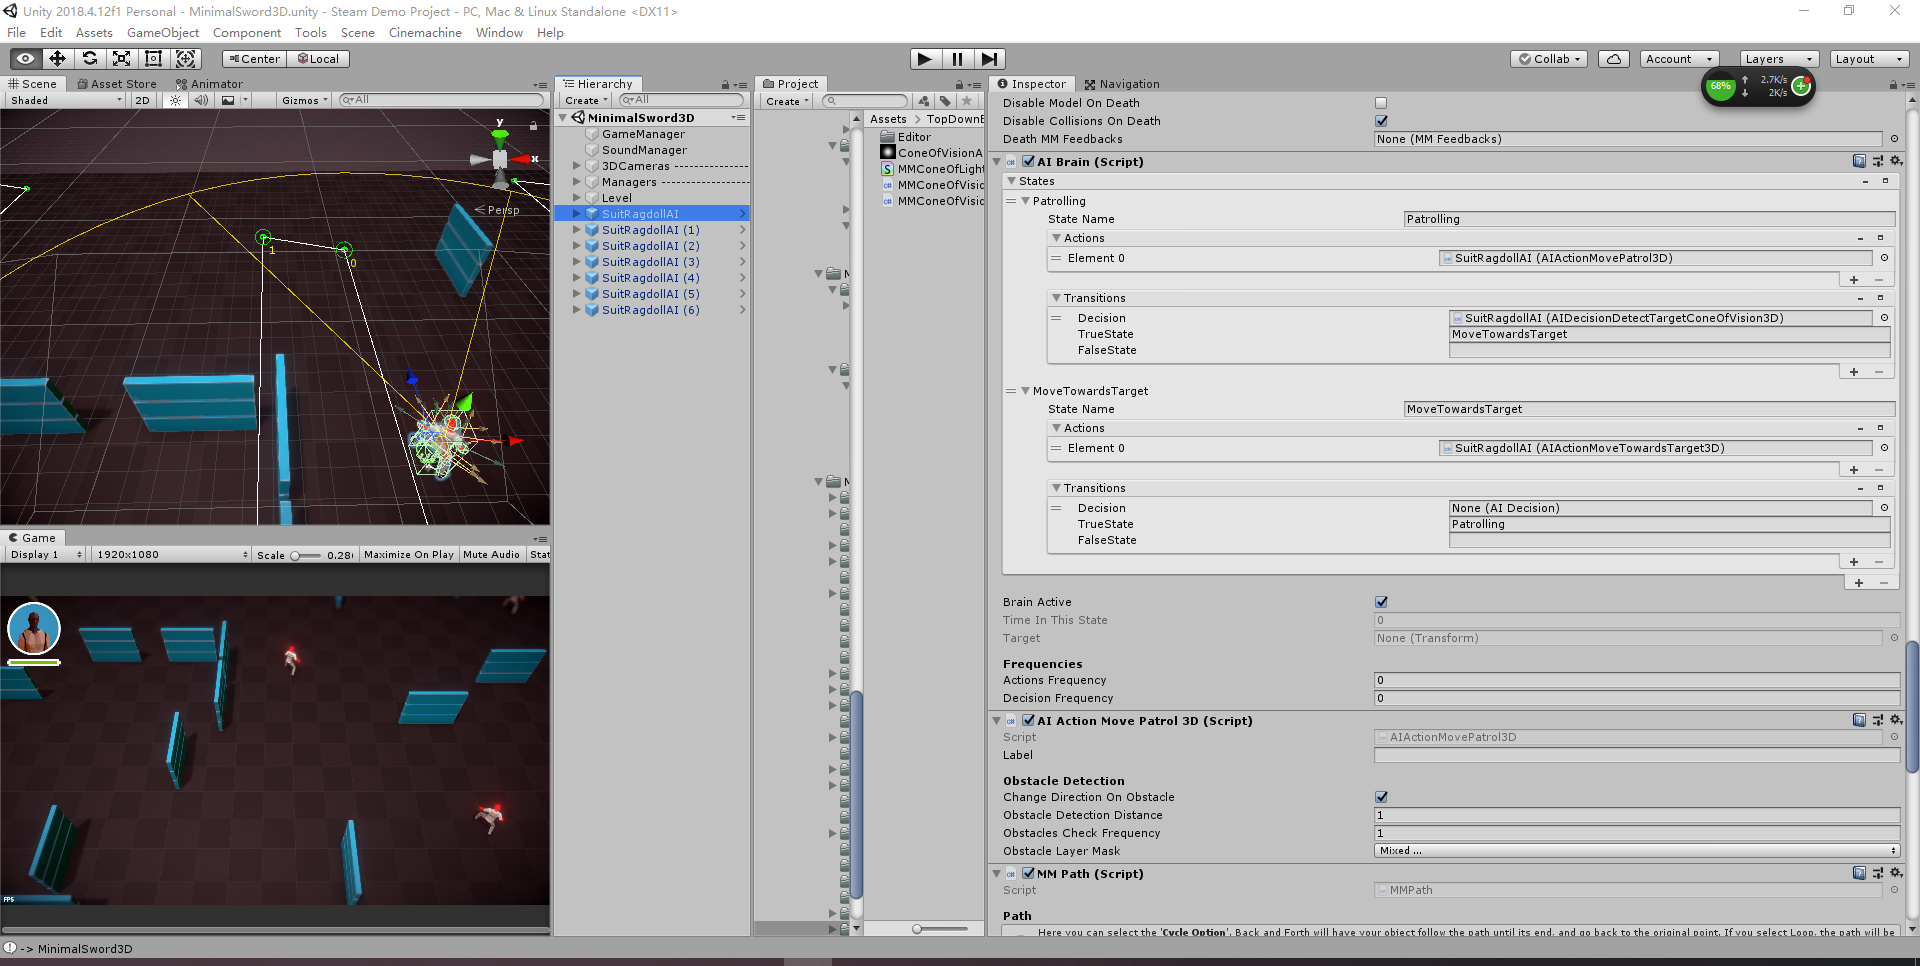 Unity 2018.4.12f1 Personal - MinimalSword3D.unity - Steam Demo Project - PC, Mac & Linux Standalone <DX11>
File Edit Assets GameObject Component Tools Scene Cinemachine Window Help
Center Local Collab Account Layers Layout
68% 2.7K/s
2K/s
Scene Asset Store Animator
Shaded 2D Gizmos All
y
x
Persp
1
0
Game
Display 1 1920x1080 Scale 0.28 Maximize On Play Mute Audio Stat
FPS
Hierarchy
Create All
MinimalSword3D
GameManager
SoundManager
3DCameras ---------------
Managers ------------------
Level
SuitRagdollAI
SuitRagdollAI (1)
SuitRagdollAI (2)
SuitRagdollAI (3)
SuitRagdollAI (4)
SuitRagdollAI (5)
SuitRagdollAI (6)
Project
Create
Assets TopDownE
Editor
ConeOfVisionA
MMConeOfLight
MMConeOfVisio
MMConeOfVisio
Inspector Navigation
Disable Model On Death
Disable Collisions On Death
Death MM Feedbacks None (MM Feedbacks)
AI Brain (Script)
States
Patrolling
State Name Patrolling
Actions
Element 0 SuitRagdollAI (AIActionMovePatrol3D)
Transitions
Decision SuitRagdollAI (AIDecisionDetectTargetConeOfVision3D)
TrueState MoveTowardsTarget
FalseState
MoveTowardsTarget
State Name MoveTowardsTarget
Actions
Element 0 SuitRagdollAI (AIActionMoveTowardsTarget3D)
Transitions
Decision None (AI Decision)
TrueState Patrolling
FalseState
Brain Active
Time In This State 0
Target None (Transform)
Frequencies
Actions Frequency 0
Decision Frequency 0
AI Action Move Patrol 3D (Script)
Script AIActionMovePatrol3D
Label
Obstacle Detection
Change Direction On Obstacle
Obstacle Detection Distance 1
Obstacles Check Frequency 1
Obstacle Layer Mask Mixed ...
MM Path (Script)
Script MMPath
Path
Here you can select the 'Cycle Option'. Back and Forth will have your object follow the path until its end, and go back to the original point. If you select Loop, the path will be
-> MinimalSword3D